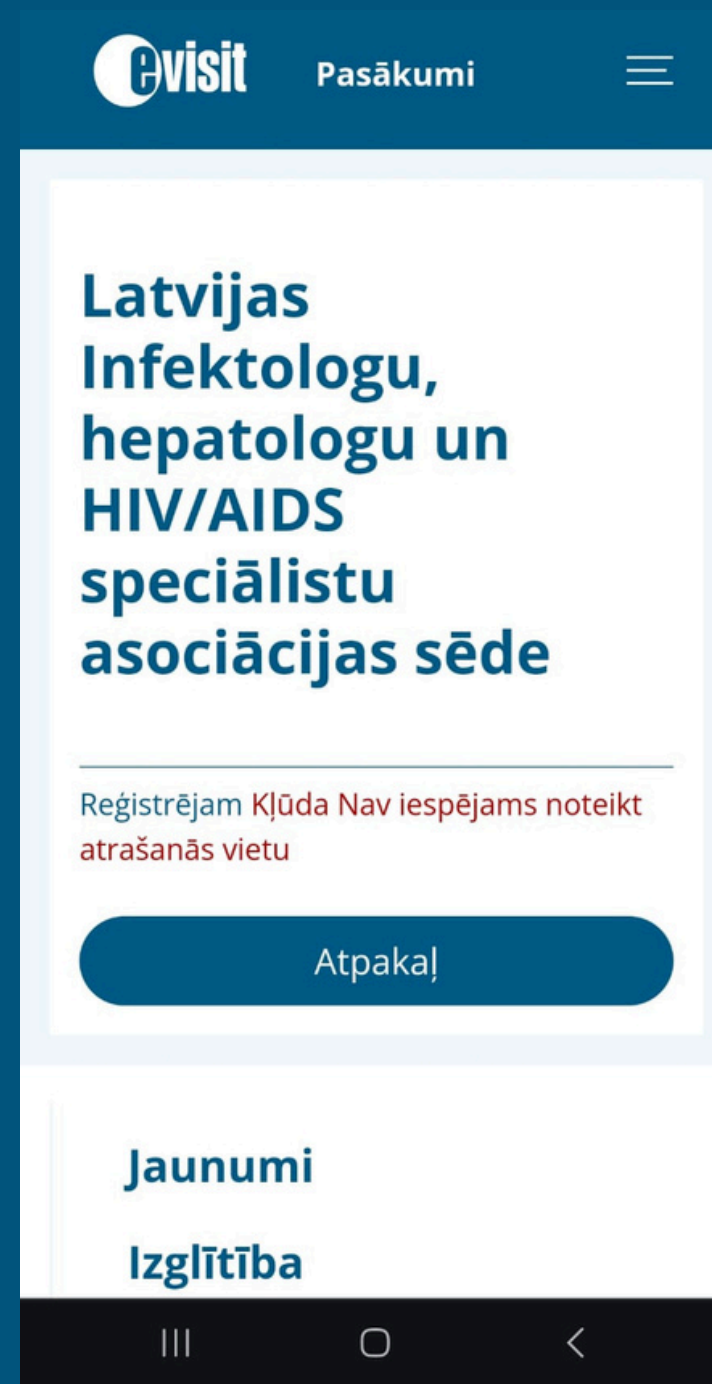 evisit Pasākumi
Latvijas
Infektologu,
hepatologu un
HIV/AIDS
speciālistu
asociācijas sēde
Reģistrējam Kļūda Nav iespējams noteikt
atrašanās vietu
Atpakaļ
Jaunumi
Izglītība